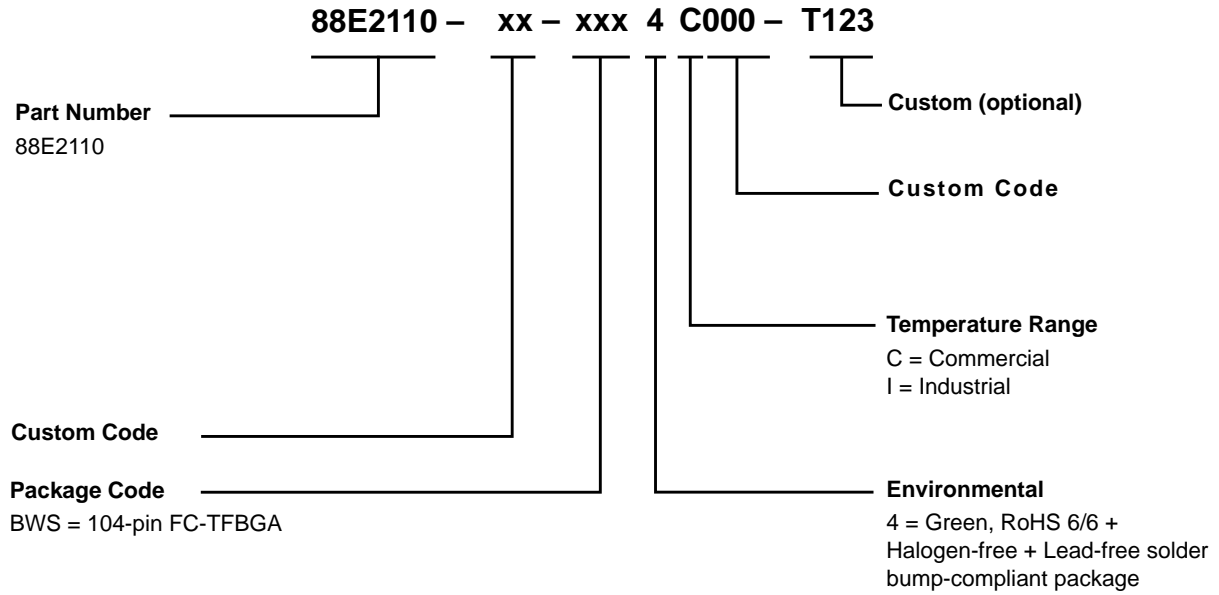 88E2110 – xx – xxx 4 C000 – T123
Part Number
88E2110
Custom (optional)
Custom Code
Temperature Range
C = Commercial
I = Industrial
Custom Code
Package Code
BWS = 104-pin FC-TFBGA
Environmental
4 = Green, RoHS 6/6 +
Halogen-free + Lead-free solder
bump-compliant package